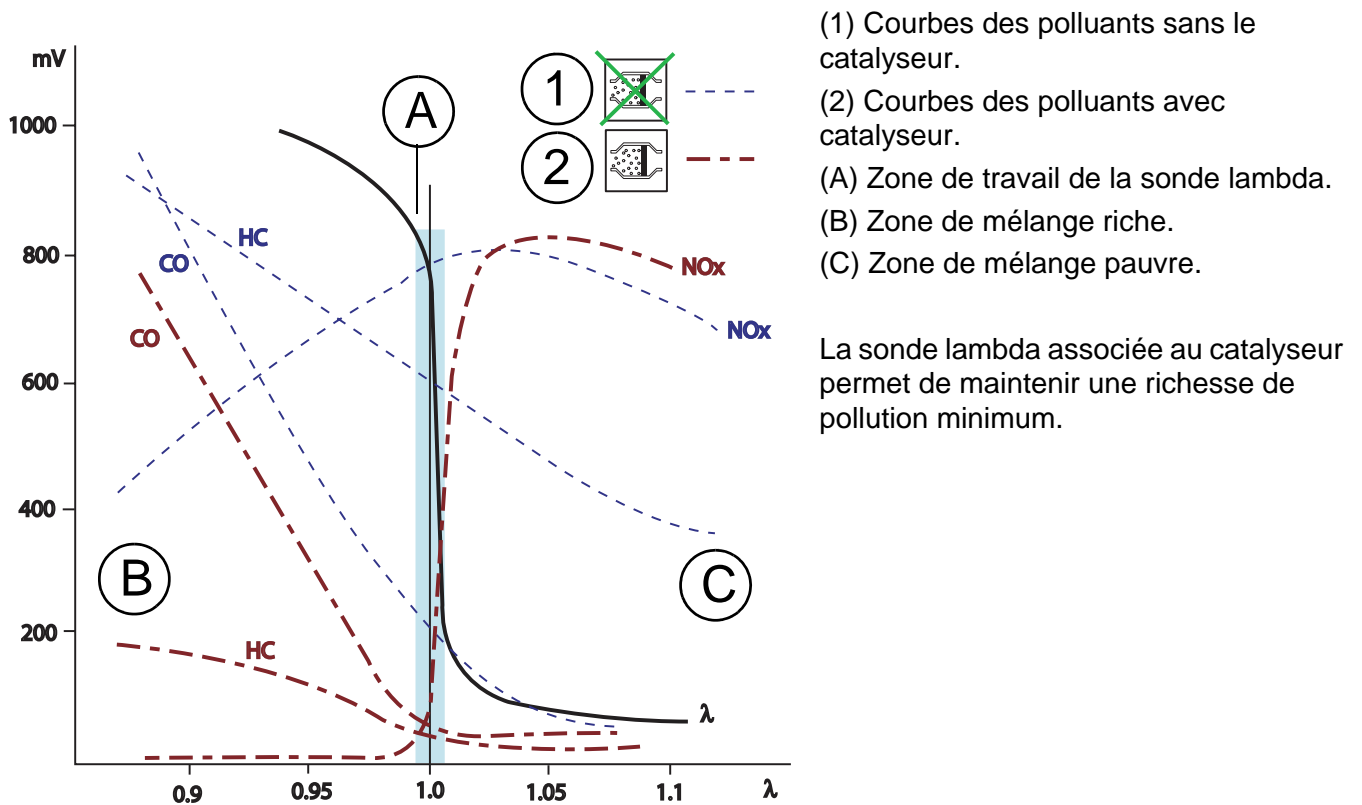 mV
1000
800
600
400
200
A
1
2
HC
CO
CO
NOx
NOx
B
C
HC
λ
0.9 0.95 1.0 1.05 1.1 λ
(1) Courbes des polluants sans le
catalyseur.
(2) Courbes des polluants avec
catalyseur.
(A) Zone de travail de la sonde lambda.
(B) Zone de mélange riche.
(C) Zone de mélange pauvre.
La sonde lambda associée au catalyseur
permet de maintenir une richesse de
pollution minimum.